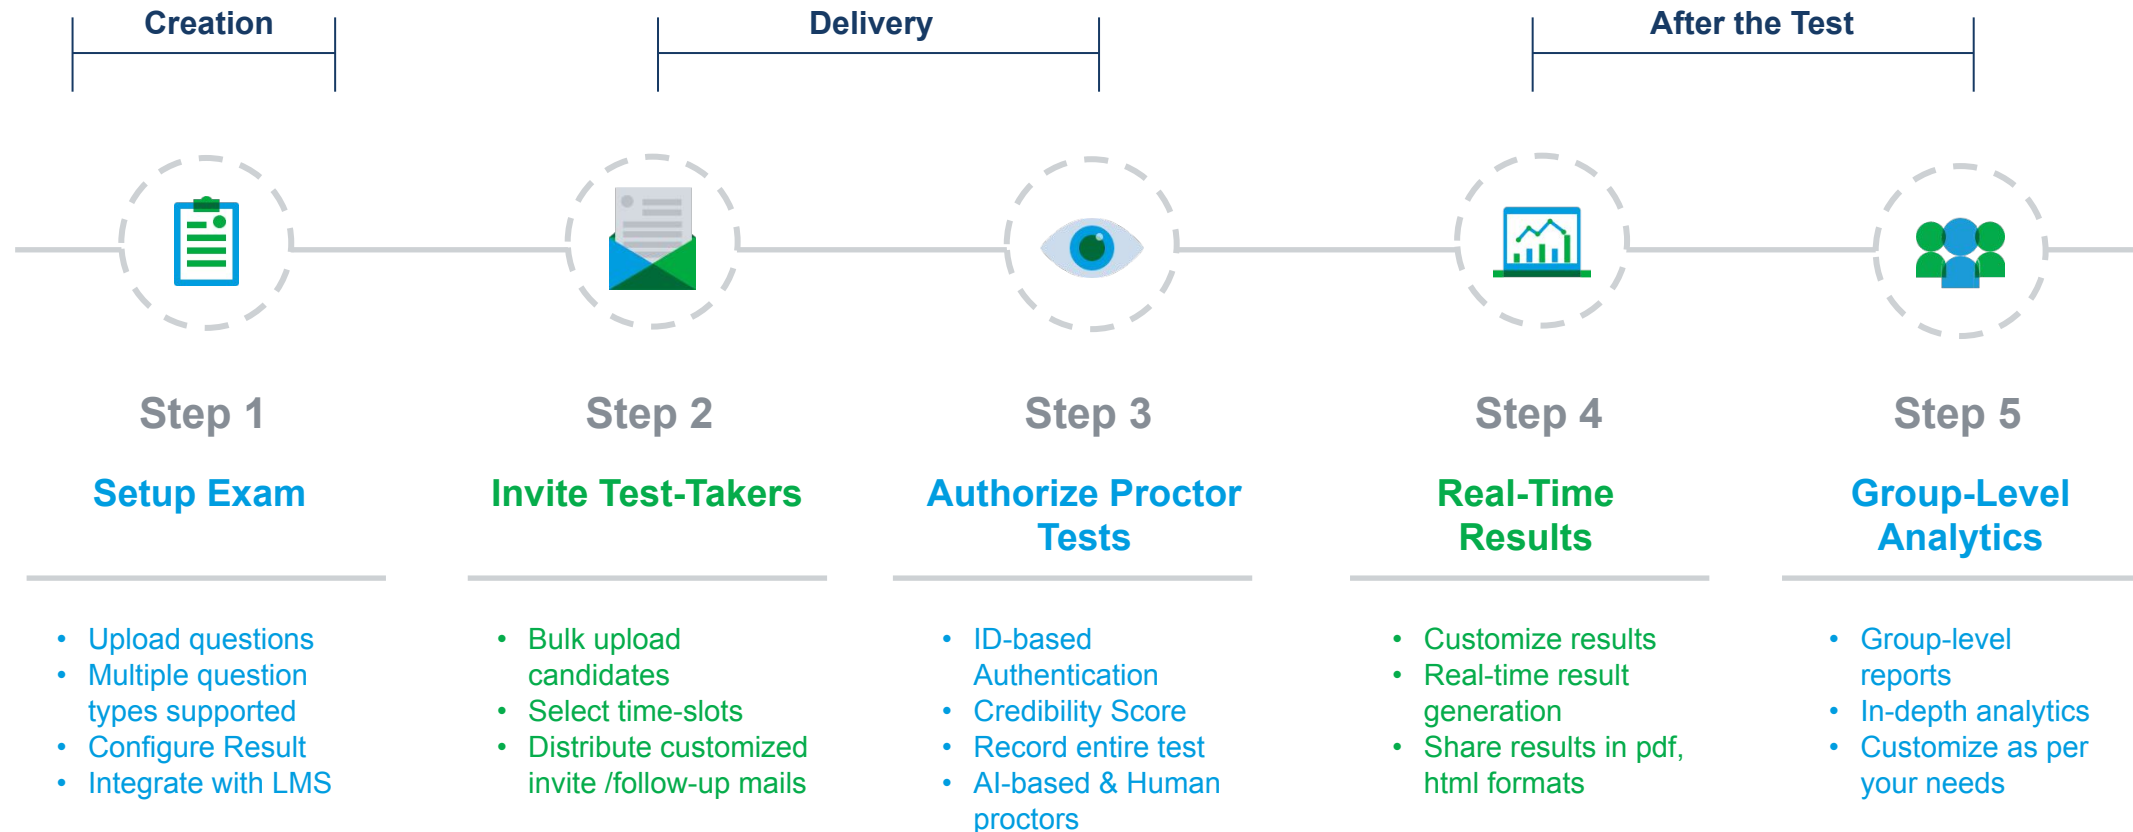 Creation
Delivery
After the Test
Step 1
Step 2
Step 3
Step 4
Step 5
Setup Exam
Invite Test-Takers
Authorize Proctor
Tests
Real-Time
Results
Group-Level
Analytics
• Upload questions
• Multiple question
types supported
• Configure Result
• Integrate with LMS
• Bulk upload
candidates
• Select time-slots
• Distribute customized
invite /follow-up mails
• ID-based
Authentication
• Credibility Score
• Record entire test
• AI-based & Human
proctors
• Customize results
• Real-time result
generation
• Share results in pdf,
html formats
• Group-level
reports
• In-depth analytics
• Customize as per
your needs